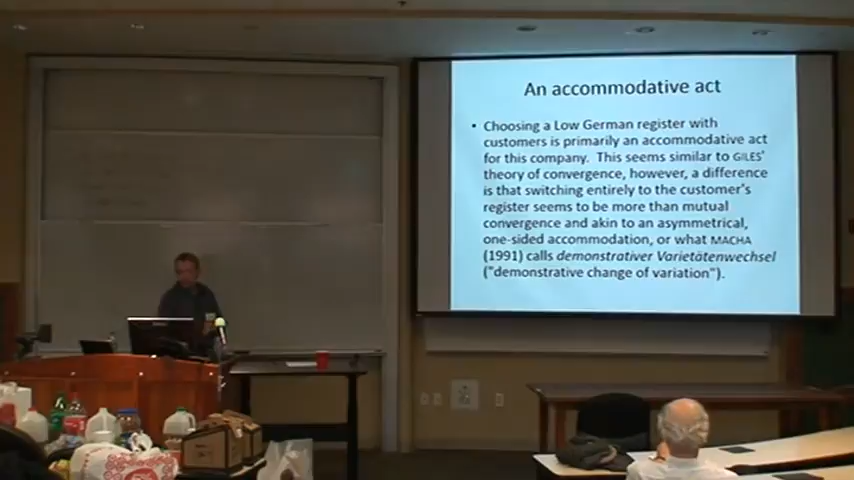 An accommodative act
• Choosing a Low German register with
customers is primarily an accommodative act
for this company. This seems similar to GILES'
theory of convergence, however, a difference
is that switching entirely to the customer's
register seems to be more than mutual
convergence and akin to an asymmetrical,
one-sided accommodation, or what MACHA
(1991) calls demonstrativer Varietätenwechsel
("demonstrative change of variation").